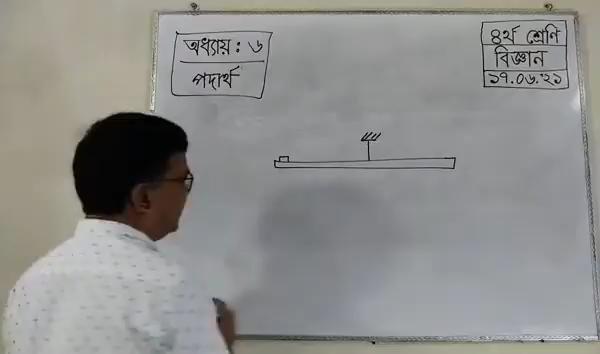 অধ্যায় : ৬
পদার্থ
৪র্থ শ্রেণি
বিজ্ঞান
১৭.০৬.২১